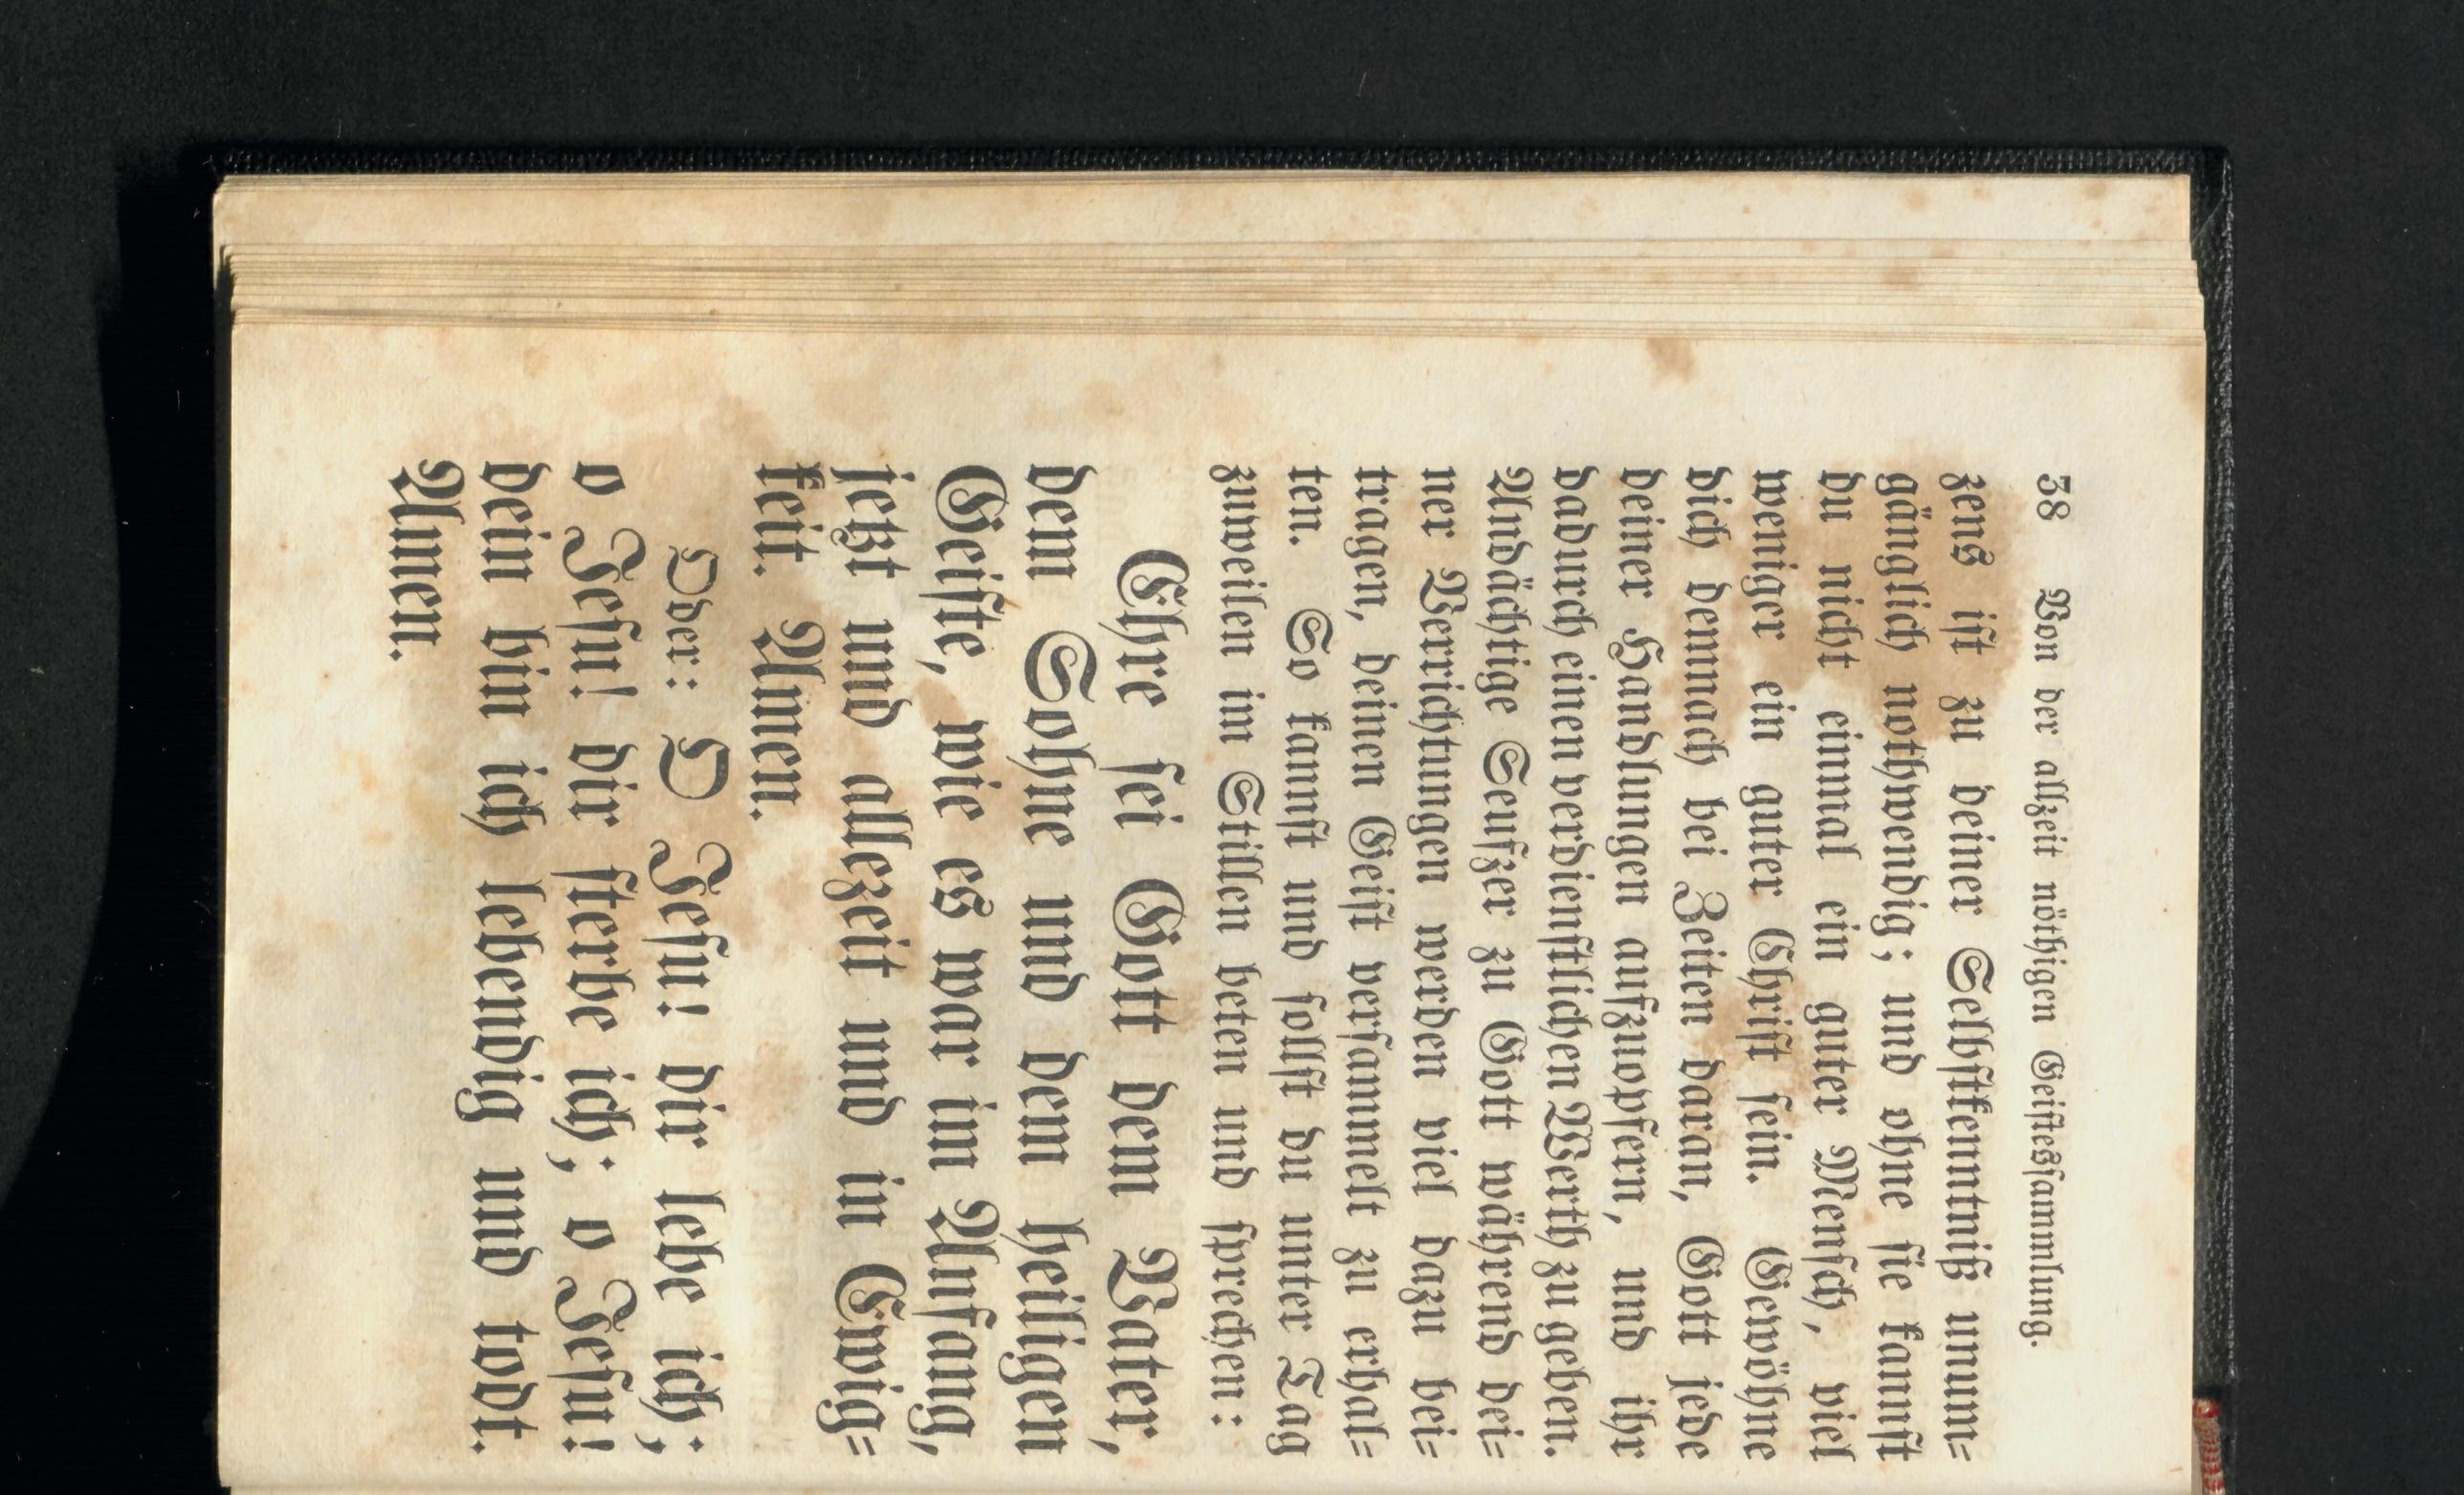 38 Von der allzeit nöthigen Geistessammlung.
zens ist zu deiner Selbstkenntniß unum=
gänglich nothwendig; und ohne sie kannst
du nicht einmal ein guter Mensch, viel
weniger ein guter Christ sein. Gewöhne
dich demnach bei Zeiten daran, Gott jede
deiner Handlungen aufzuopfern, und ihr
dadurch einen verdienstlichen Werth zu geben.
Andächtige Seufzer zu Gott während dei=
ner Verrichtungen werden viel dazu bei=
tragen, deinen Geist versammelt zu erhal=
ten. So kannst und sollst du unter Tag
zuweilen im Stillen beten und sprechen:
Ehre sei Gott dem Vater,
dem Sohne und dem heiligen
Geiste, wie es war im Anfang,
jetzt und allezeit und in Ewig=
keit. Amen.
Oder: O Jesu! dir lebe ich;
o Jesu! dir sterbe ich; o Jesu!
dein bin ich lebendig und todt.
Amen.